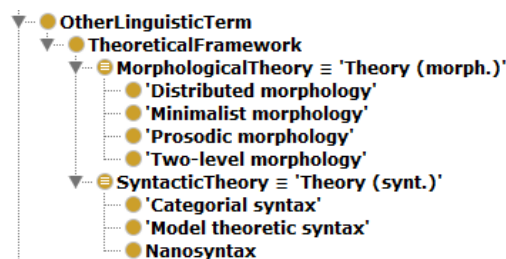 OtherLinguisticTerm
TheoreticalFramework
MorphologicalTheory ≡ 'Theory (morph.)'
'Distributed morphology'
'Minimalist morphology'
'Prosodic morphology'
'Two-level morphology'
SyntacticTheory ≡ 'Theory (synt.)'
'Categorial syntax'
'Model theoretic syntax'
Nanosyntax